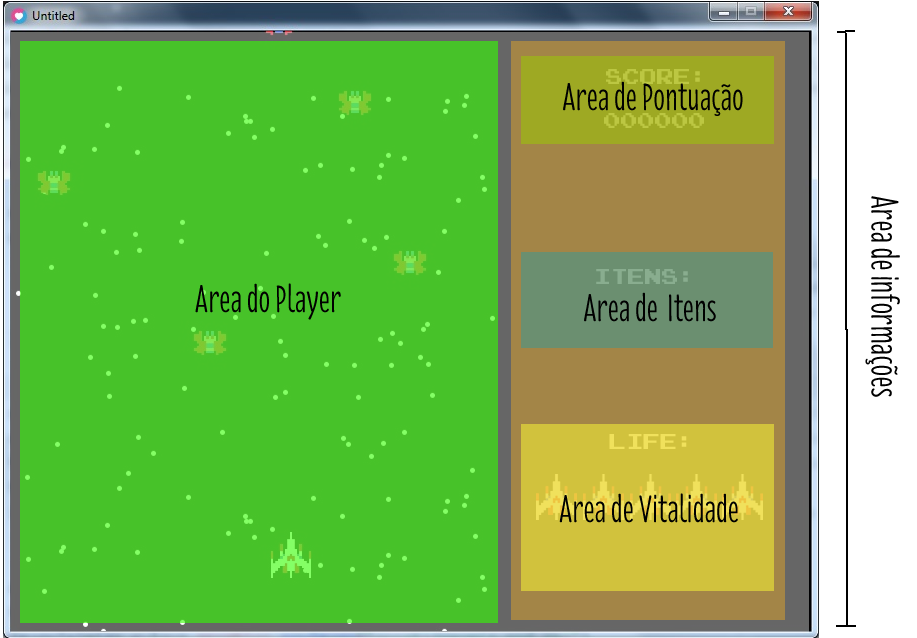 Untitled
SCORE:
Area de Pontuação
000000
Area do Player
ITENS:
Area de Itens
LIFE:
Area de Vitalidade
Area de informações